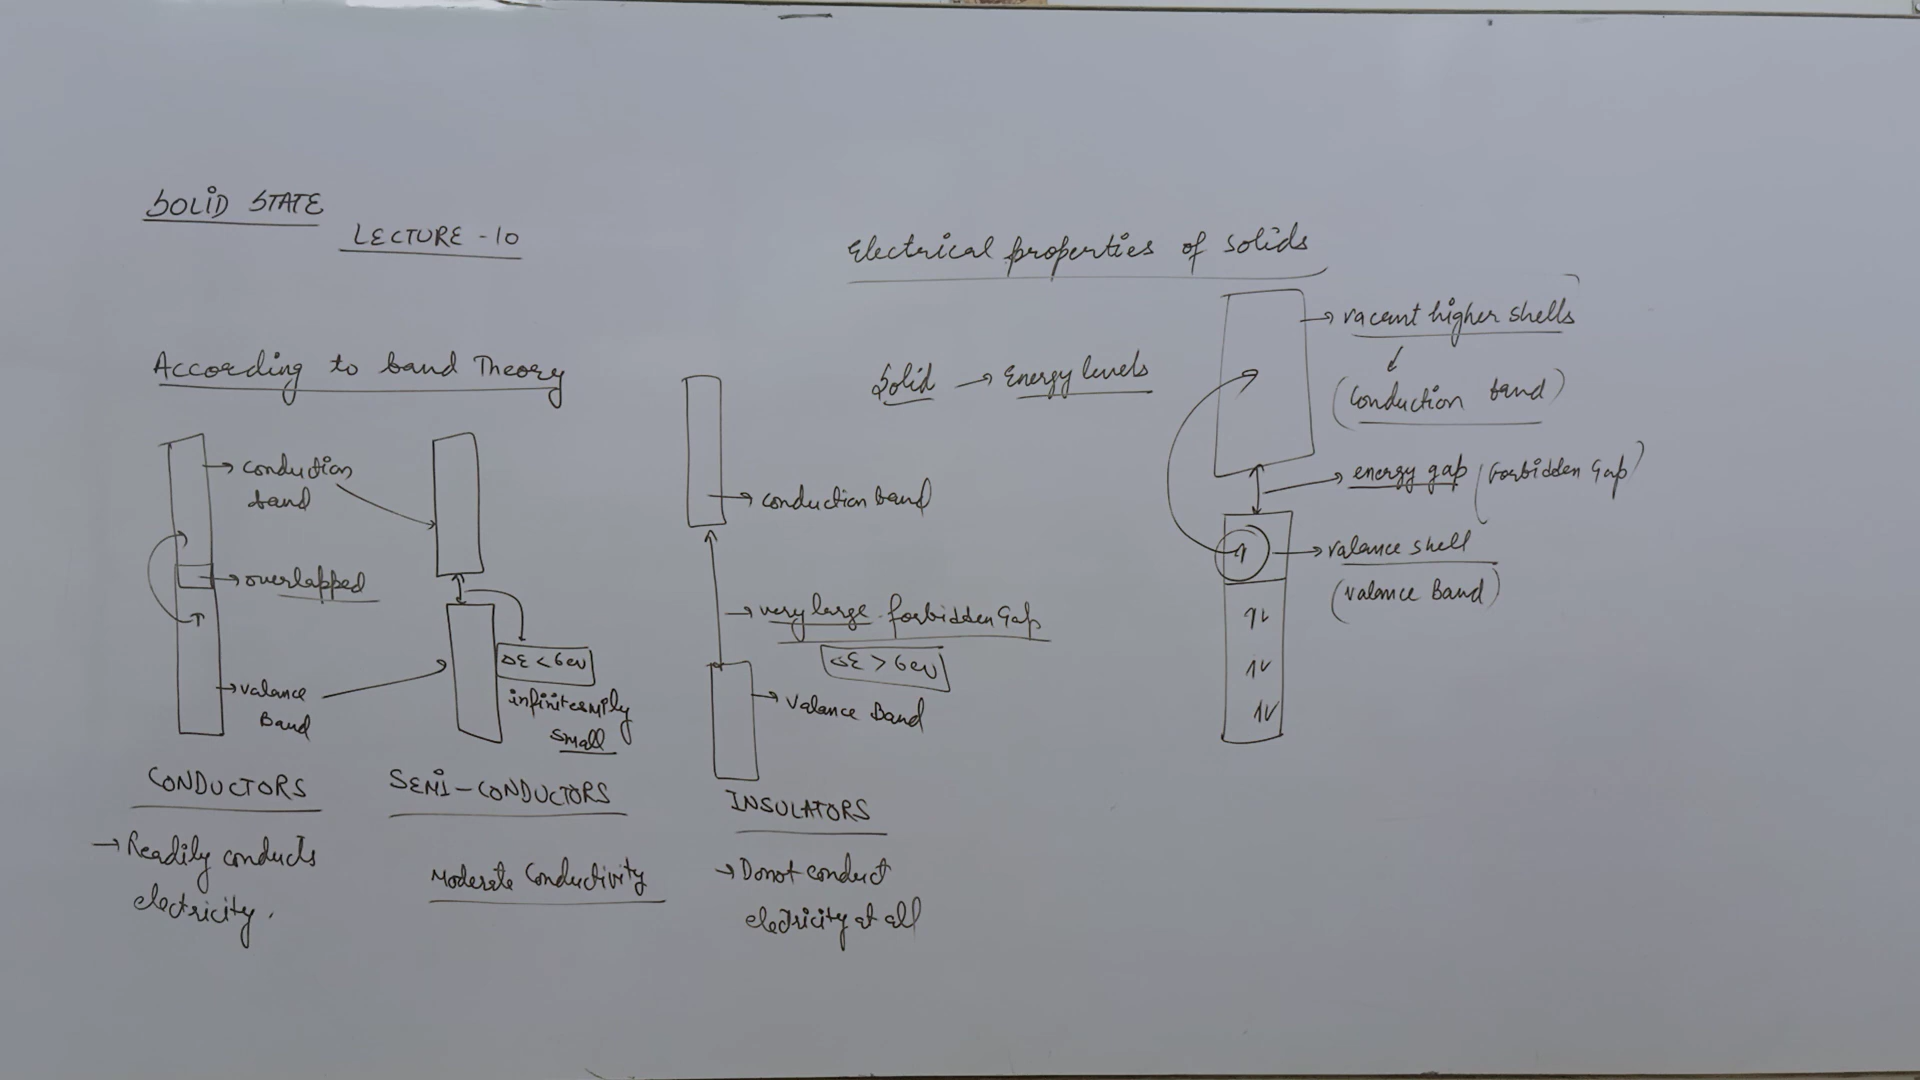 SOLID STATE
LECTURE - 10
According to band Theory
conduction
band
overlapped
valance
Band
CONDUCTORS
→ Readily conducts
electricity.
ΔE < 6ev
small
SEMI-CONDUCTORS
Moderate Conductivity
conduction band
very large forbidden Gap
ΔE > 6ev
Valance Band
INSULATORS
→ Donot conduct
electricity at all
Electrical properties of solids
Solid → Energy levels
vacant higher shells
(Conduction band)
energy gap (Forbidden Gap)
valance shell
(Valance Band)